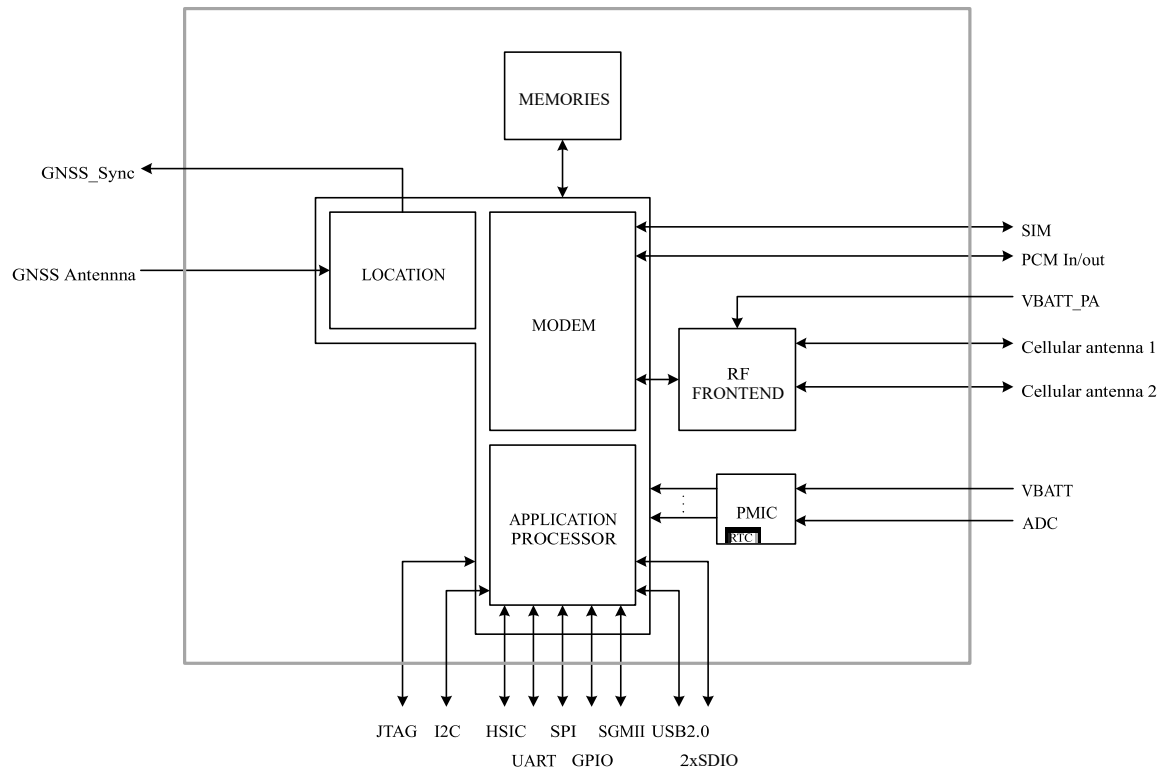 MEMORIES
GNSS_Sync
SIM
PCM In/out
GNSS Antennna
LOCATION
VBATT_PA
MODEM
Cellular antenna 1
RF
FRONTEND
Cellular antenna 2
VBATT
PMIC
ADC
APPLICATION
PROCESSOR
RTC
JTAG I2C HSIC SPI SGMII USB2.0
UART GPIO 2xSDIO